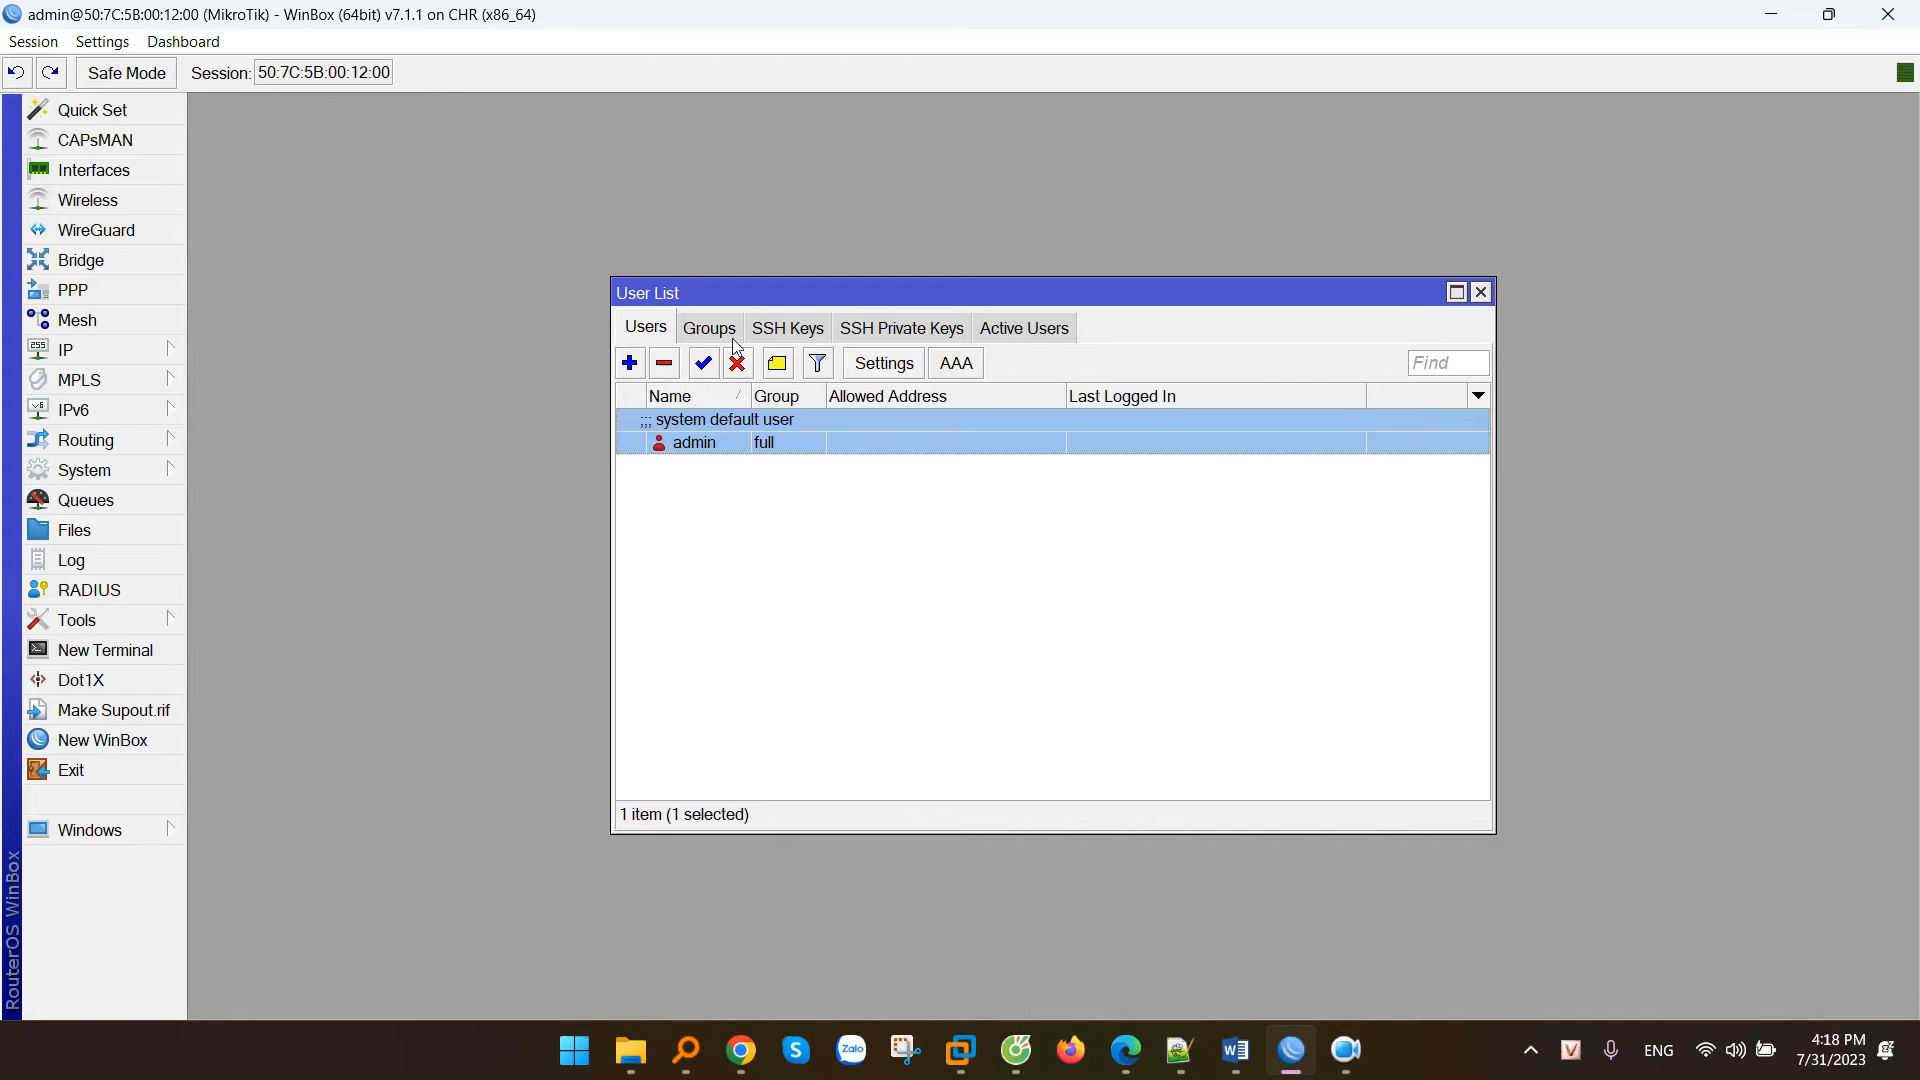 admin@50:7C:5B:00:12:00 (MikroTik) - WinBox (64bit) v7.1.1 on CHR (x86_64)
Session Settings Dashboard
Safe Mode Session: 50:7C:5B:00:12:00
Quick Set
CAPsMAN
Interfaces
Wireless
WireGuard
Bridge
PPP
Mesh
255 IP
MPLS
v6 IPv6
Routing
System
Queues
Files
Log
RADIUS
Tools
New Terminal
Dot1X
Make Supout.rif
New WinBox
Exit
Windows
RouterOS WinBox
User List
Users Groups SSH Keys SSH Private Keys Active Users
Settings AAA Find
Name Group Allowed Address Last Logged In
;;; system default user
admin full
1 item (1 selected)
S Zalo W V ENG
4:18 PM
7/31/2023